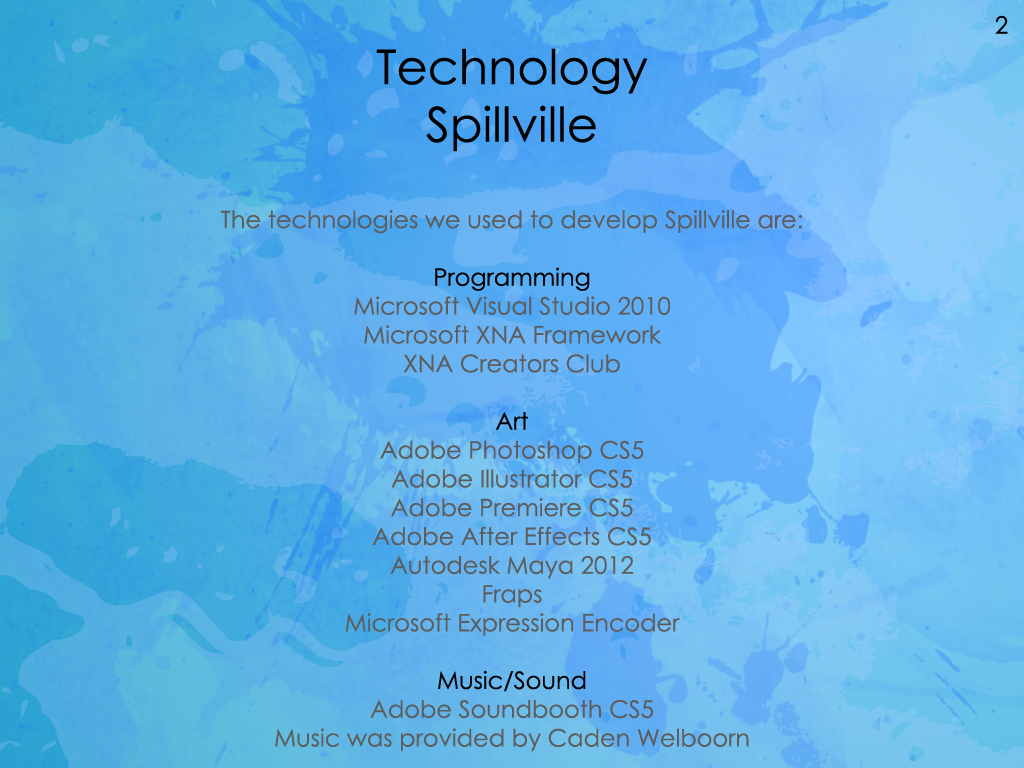 2
Technology
Spillville
The technologies we used to develop Spillville are:
Programming
Microsoft Visual Studio 2010
Microsoft XNA Framework
XNA Creators Club
Art
Adobe Photoshop CS5
Adobe Illustrator CS5
Adobe Premiere CS5
Adobe After Effects CS5
Autodesk Maya 2012
Fraps
Microsoft Expression Encoder
Music/Sound
Adobe Soundbooth CS5
Music was provided by Caden Welboorn